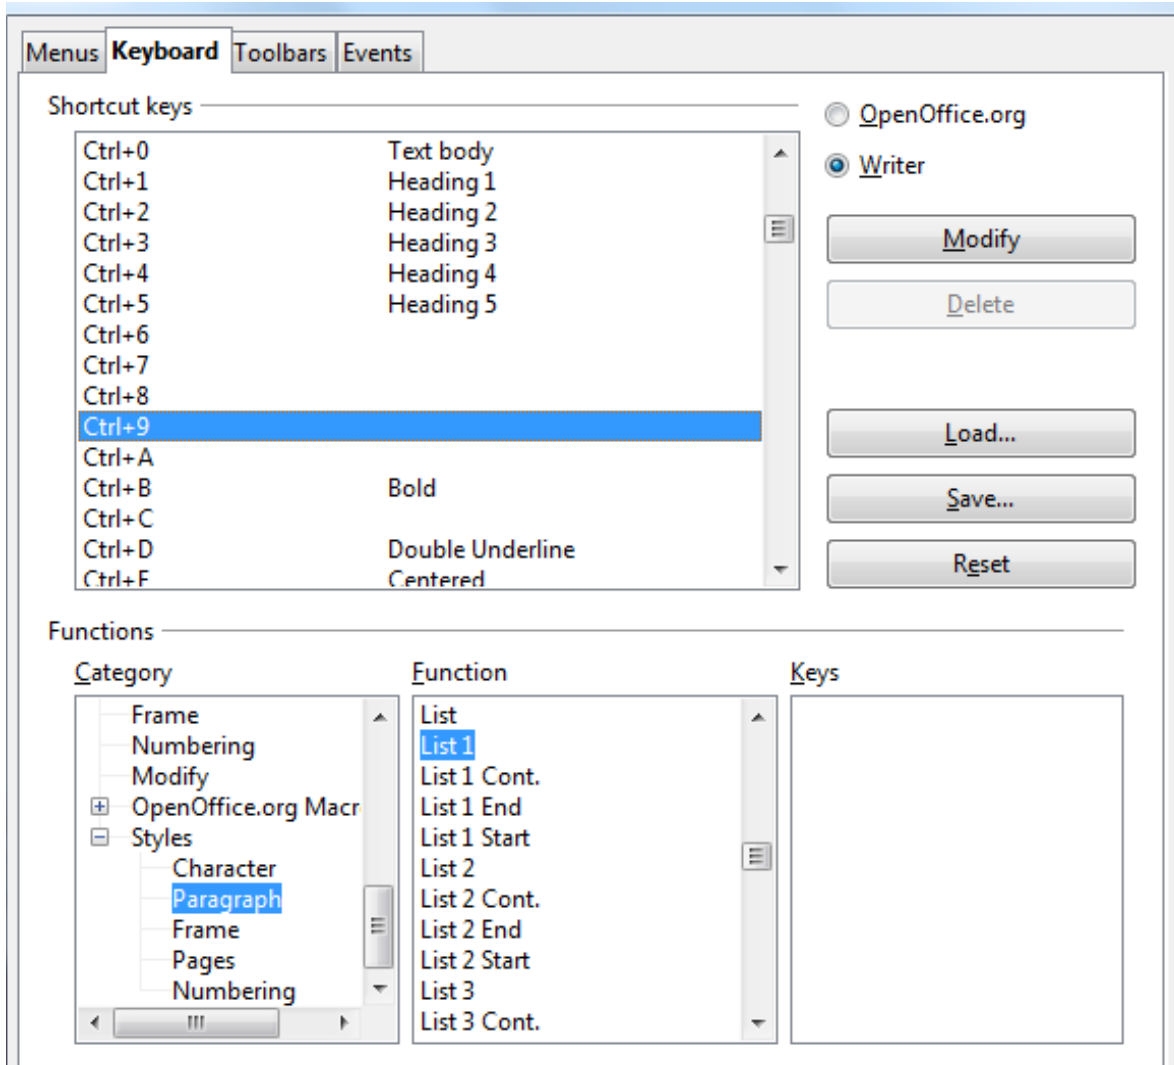 Menus Keyboard Toolbars Events
Shortcut keys
OpenOffice.org
Writer
Ctrl+0 Text body
Ctrl+1 Heading 1
Ctrl+2 Heading 2
Ctrl+3 Heading 3
Ctrl+4 Heading 4
Ctrl+5 Heading 5
Ctrl+6
Ctrl+7
Ctrl+8
Ctrl+9
Ctrl+A
Ctrl+B Bold
Ctrl+C
Ctrl+D Double Underline
Ctrl+E Centered
Modify
Delete
Load...
Save...
Reset
Functions
Category
Frame
Numbering
Modify
OpenOffice.org Macr
Styles
Character
Paragraph
Frame
Pages
Numbering
Function
List
List 1
List 1 Cont.
List 1 End
List 1 Start
List 2
List 2 Cont.
List 2 End
List 2 Start
List 3
List 3 Cont.
Keys